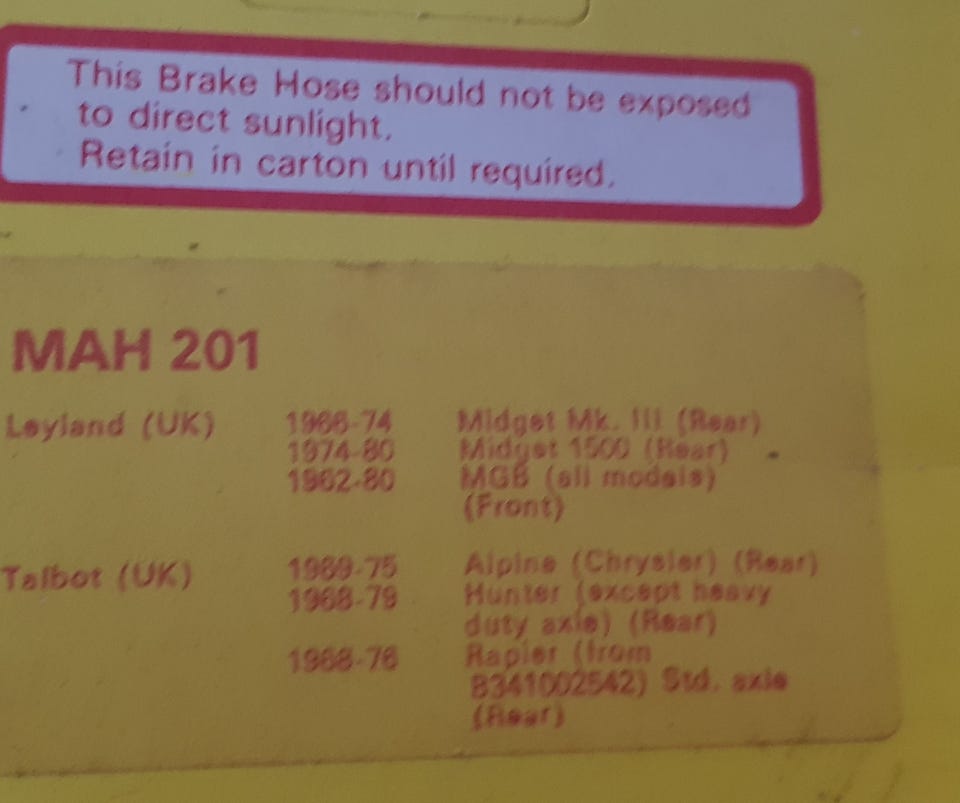 This Brake Hose should not be exposed
to direct sunlight.
Retain in carton until required.
MAH 201
Leyland (UK) 1966-74 Midget Mk. III (Rear)
1974-80 Midget 1500 (Rear)
1962-80 MGB (all models)
(Front)
Talbot (UK) 1969-75 Alpine (Chrysler) (Rear)
1968-79 Hunter (except heavy
duty axle) (Rear)
1968-76 Rapier (from
B341002542) Std. axle
(Rear)